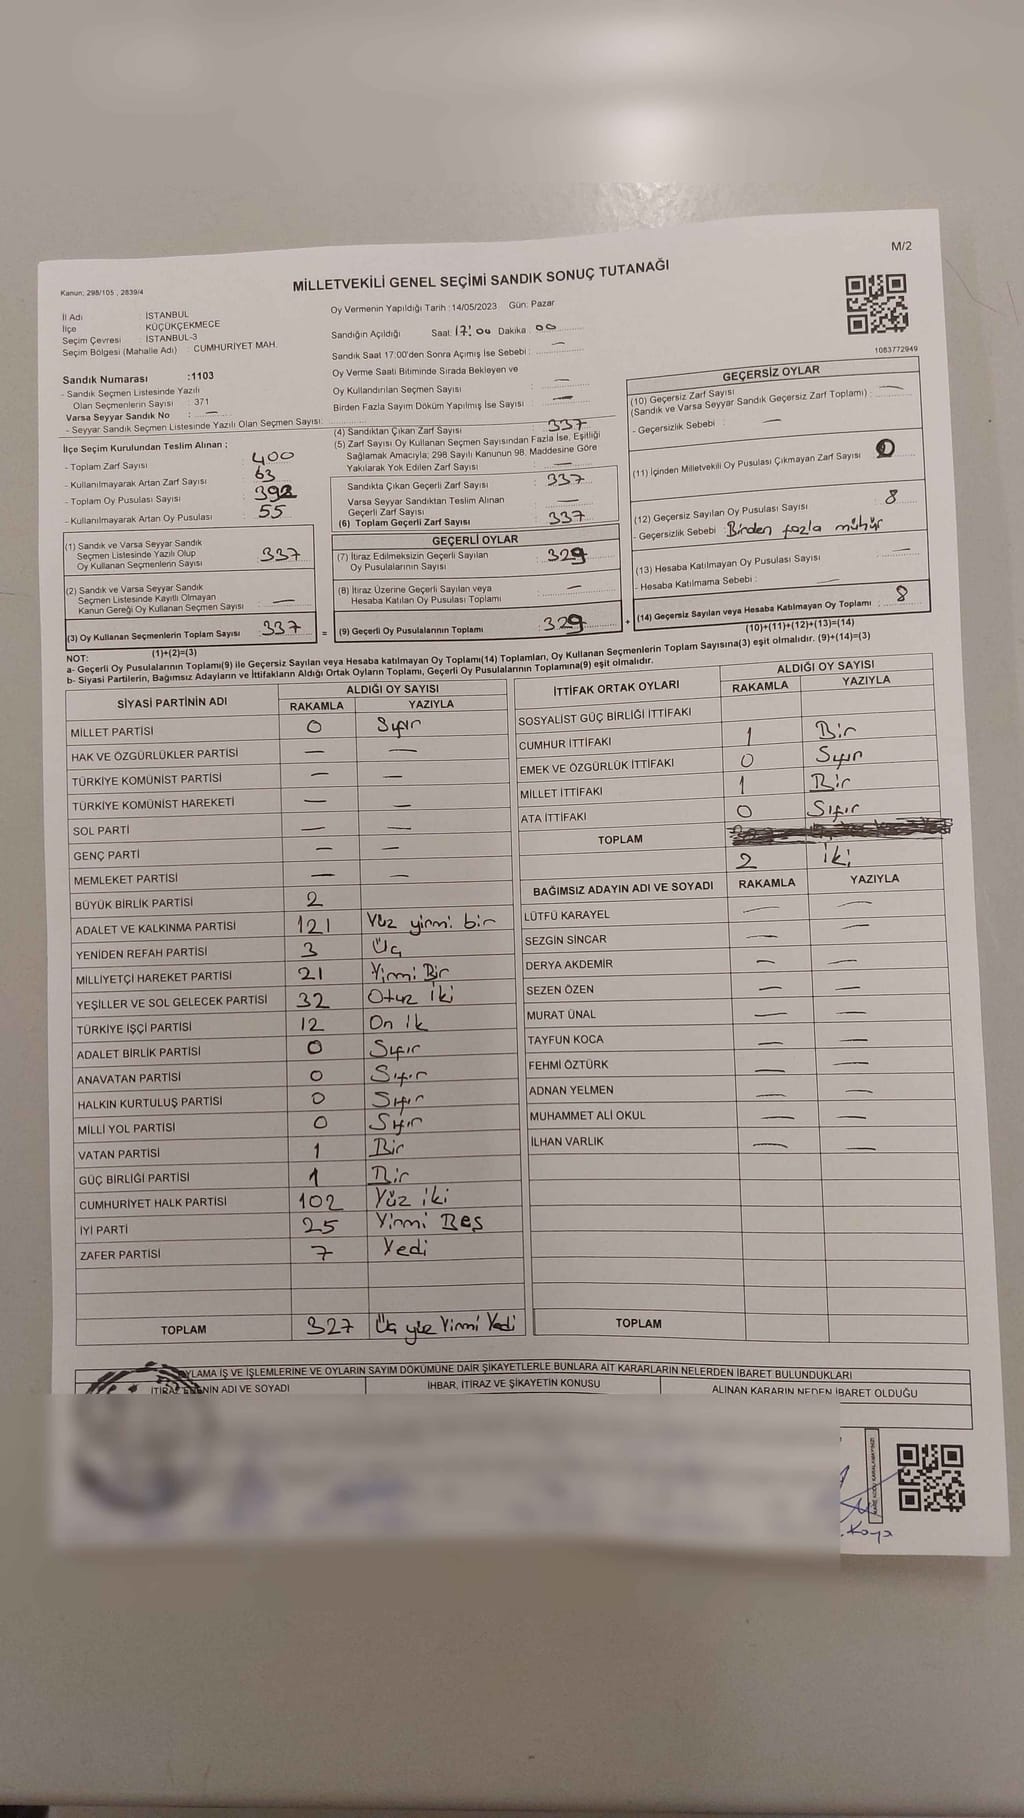 M/2
Kanun; 298/105 , 2839/4
MİLLETVEKİLİ GENEL SEÇİMİ SANDIK SONUÇ TUTANAĞI
İl Adı : İSTANBUL
İlçe : KÜÇÜKÇEKMECE
Seçim Çevresi : İSTANBUL-3
Seçim Bölgesi (Mahalle Adı) : CUMHURİYET MAH.
Sandık Numarası :1103
- Sandık Seçmen Listesinde Yazılı
Olan Seçmenlerin Sayısı : 371
Varsa Seyyar Sandık No : —
- Seyyar Sandık Seçmen Listesinde Yazılı Olan Seçmen Sayısı:
Oy Vermenin Yapıldığı Tarih : 14/05/2023 Gün: Pazar
Sandığın Açıldığı Saat: 17:00 Dakika : 00
Sandık Saat 17:00'den Sonra Açımış İse Sebebi : —
Oy Verme Saati Bitiminde Sırada Bekleyen ve
Oy Kullandırılan Seçmen Sayısı : —
Birden Fazla Sayım Döküm Yapılmış İse Sayısı : —
1083772949
İlçe Seçim Kurulundan Teslim Alınan :
- Toplam Zarf Sayısı : 400
- Kullanılmayarak Artan Zarf Sayısı : 63
- Toplam Oy Pusulası Sayısı : 392
- Kullanılmayarak Artan Oy Pusulası : 55
(1) Sandık ve Varsa Seyyar Sandık
Seçmen Listesinde Yazılı Olup
Oy Kullanan Seçmenlerin Sayısı : 337
(2) Sandık ve Varsa Seyyar Sandık
Seçmen Listesinde Kayıtlı Olmayan
Kanun Gereği Oy Kullanan Seçmen Sayısı : —
(3) Oy Kullanan Seçmenlerin Toplam Sayısı : 337
(1)+(2)=(3)
(4) Sandıktan Çıkan Zarf Sayısı : 337
(5) Zarf Sayısı Oy Kullanan Seçmen Sayısından Fazla İse, Eşitliği
Sağlamak Amacıyla; 298 Sayılı Kanunun 98. Maddesine Göre
Yakılarak Yok Edilen Zarf Sayısı : —
Sandıkta Çıkan Geçerli Zarf Sayısı : 337
Varsa Seyyar Sandıktan Teslim Alınan
Geçerli Zarf Sayısı : —
(6) Toplam Geçerli Zarf Sayısı : 337
GEÇERLİ OYLAR
(7) İtiraz Edilmeksizin Geçerli Sayılan
Oy Pusulalarının Sayısı : 329
(8) İtiraz Üzerine Geçerli Sayılan veya
Hesaba Katılan Oy Pusulası Toplamı : —
= (9) Geçerli Oy Pusulalarının Toplamı : 329 +
GEÇERSİZ OYLAR
(10) Geçersiz Zarf Sayısı
(Sandık ve Varsa Seyyar Sandık Geçersiz Zarf Toplamı) : —
- Geçersizlik Sebebi : —
(11) İçinden Milletvekili Oy Pusulası Çıkmayan Zarf Sayısı : 0
(12) Geçersiz Sayılan Oy Pusulası Sayısı : 8
- Geçersizlik Sebebi : Birden fazla mühür
(13) Hesaba Katılmayan Oy Pusulası Sayısı : —
- Hesaba Katılmama Sebebi : —
(14) Geçersiz Sayılan veya Hesaba Katılmayan Oy Toplamı : 8
(10)+(11)+(12)+(13)=(14)
NOT:
a- Geçerli Oy Pusulalarının Toplamı(9) ile Geçersiz Sayılan veya Hesaba katılmayan Oy Toplamı(14) Toplamları, Oy Kullanan Seçmenlerin Toplam Sayısına(3) eşit olmalıdır. (9)+(14)=(3)
b- Siyasi Partilerin, Bağımsız Adayların ve İttifakların Aldığı Ortak Oyların Toplamı, Geçerli Oy Pusulalarının Toplamına(9) eşit olmalıdır.
SİYASİ PARTİNİN ADI ALDIĞI OY SAYISI
RAKAMLA YAZIYLA
MİLLET PARTİSİ 0 Sıfır
HAK VE ÖZGÜRLÜKLER PARTİSİ — —
TÜRKİYE KOMÜNİST PARTİSİ — —
TÜRKİYE KOMÜNİST HAREKETİ — —
SOL PARTİ — —
GENÇ PARTİ — —
MEMLEKET PARTİSİ — —
BÜYÜK BİRLİK PARTİSİ 2
ADALET VE KALKINMA PARTİSİ 121 Yüz yirmi bir
YENİDEN REFAH PARTİSİ 3 Üç
MİLLİYETÇİ HAREKET PARTİSİ 21 Yirmi Bir
YEŞİLLER VE SOL GELECEK PARTİSİ 32 Otuz iki
TÜRKİYE İŞÇİ PARTİSİ 12 On ik
ADALET BİRLİK PARTİSİ 0 Sıfır
ANAVATAN PARTİSİ 0 Sıfır
HALKIN KURTULUŞ PARTİSİ 0 Sıfır
MİLLİ YOL PARTİSİ 0 Sıfır
VATAN PARTİSİ 1 Bir
GÜÇ BİRLİĞİ PARTİSİ 1 Bir
CUMHURİYET HALK PARTİSİ 102 Yüz iki
İYİ PARTİ 25 Yirmi Beş
ZAFER PARTİSİ 7 Yedi
TOPLAM 327 Üç yüz Yirmi Yedi
İTTİFAK ORTAK OYLARI ALDIĞI OY SAYISI
RAKAMLA YAZIYLA
SOSYALİST GÜÇ BİRLİĞİ İTTİFAKI
CUMHUR İTTİFAKI 1 Bir
EMEK VE ÖZGÜRLÜK İTTİFAKI 0 Sıfır
MİLLET İTTİFAKI 1 Bir
ATA İTTİFAKI 0 Sıfır
TOPLAM
2 iki
BAĞIMSIZ ADAYIN ADI VE SOYADI RAKAMLA YAZIYLA
LÜTFÜ KARAYEL — —
SEZGİN SİNCAR — —
DERYA AKDEMİR — —
SEZEN ÖZEN — —
MURAT ÜNAL — —
TAYFUN KOCA — —
FEHMİ ÖZTÜRK — —
ADNAN YELMEN — —
MUHAMMET ALİ OKUL — —
İLHAN VARLIK — —
TOPLAM
İŞ VE İŞLEMLERİNE VE OYLARIN SAYIM DÖKÜMÜNE DAİR ŞİKAYETLERLE BUNLARA AİT KARARLARIN NELERDEN İBARET BULUNDUKLARI
ADI VE SOYADI İHBAR, İTİRAZ VE ŞİKAYETİN KONUSU ALINAN KARARIN NEDEN İBARET OLDUĞU